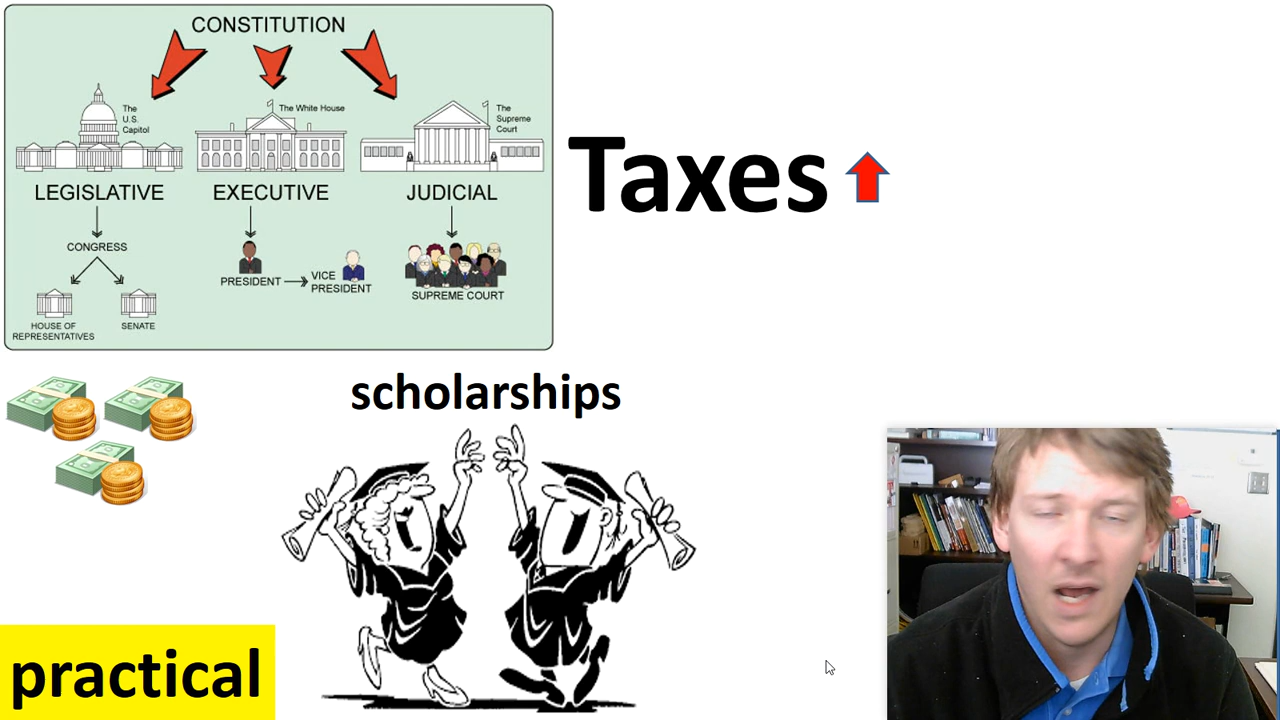 CONSTITUTION
The
U.S.
Capitol
The White House
The
Supreme
Court
LEGISLATIVE
EXECUTIVE
JUDICIAL
CONGRESS
PRESIDENT
VICE
PRESIDENT
SUPREME COURT
HOUSE OF
REPRESENTATIVES
SENATE
Taxes
scholarships
practical